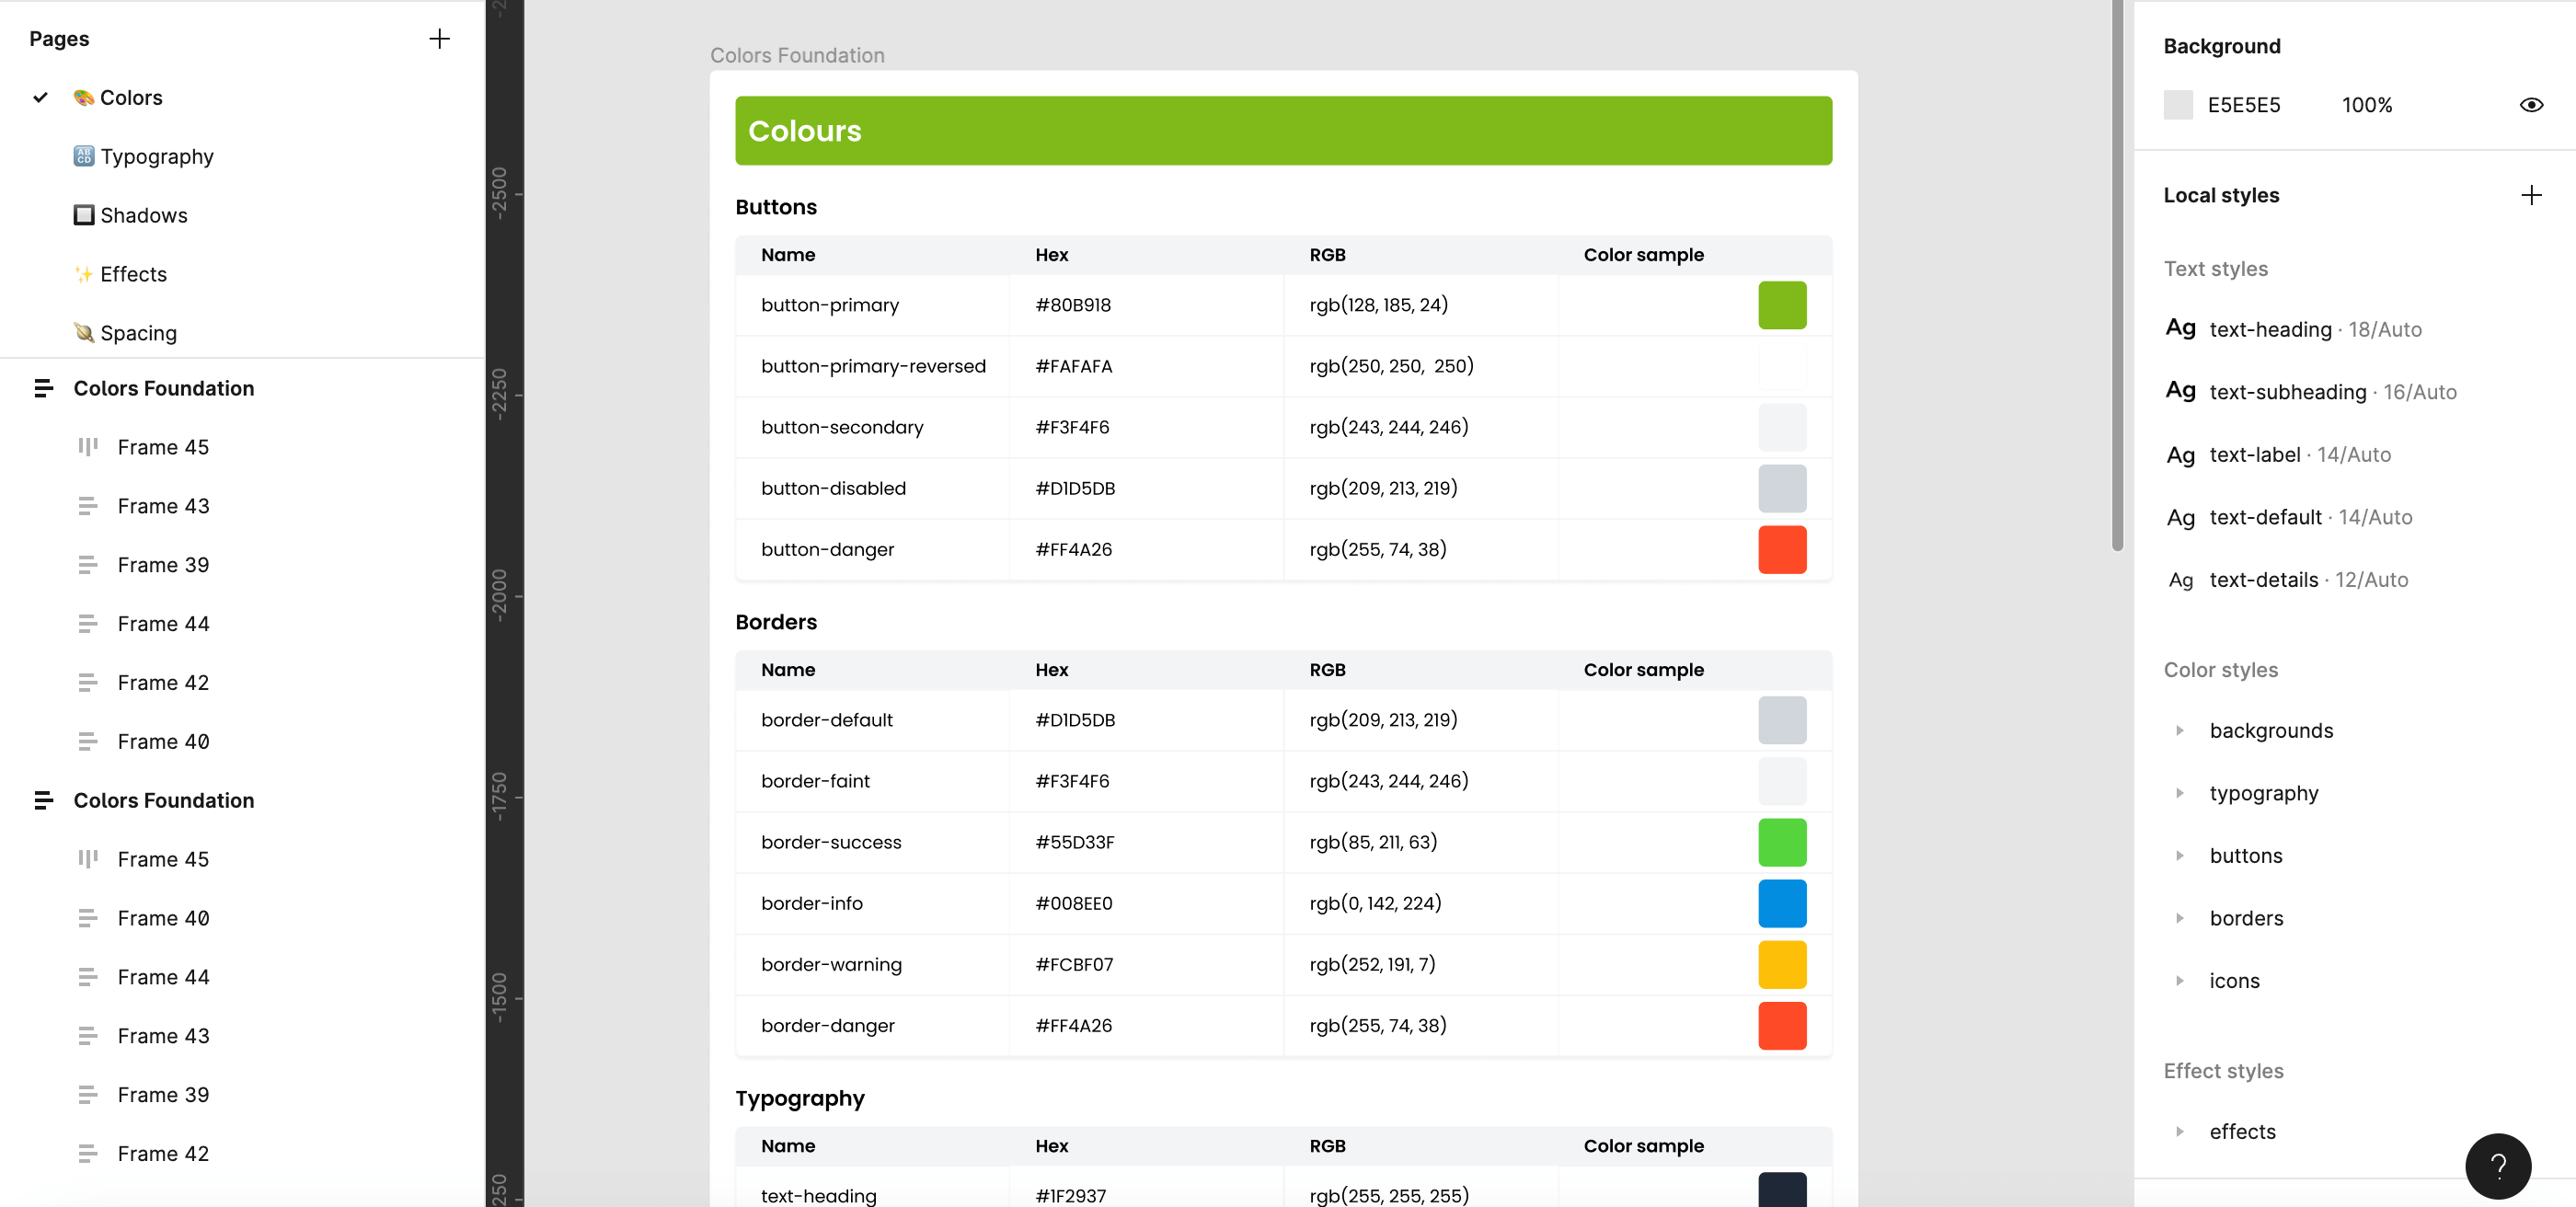 Pages
Colors
Typography
Shadows
Effects
Spacing
Colors Foundation
Frame 45
Frame 43
Frame 39
Frame 44
Frame 42
Frame 40
Colors Foundation
Frame 45
Frame 40
Frame 44
Frame 43
Frame 39
Frame 42
-2500
-2250
-2000
-1750
-1500
Colors Foundation
Colours
Buttons
Name Hex RGB Color sample
button-primary #80B918 rgb(128, 185, 24)
button-primary-reversed #FAFAFA rgb(250, 250, 250)
button-secondary #F3F4F6 rgb(243, 244, 246)
button-disabled #D1D5DB rgb(209, 213, 219)
button-danger #FF4A26 rgb(255, 74, 38)
Borders
Name Hex RGB Color sample
border-default #D1D5DB rgb(209, 213, 219)
border-faint #F3F4F6 rgb(243, 244, 246)
border-success #55D33F rgb(85, 211, 63)
border-info #008EE0 rgb(0, 142, 224)
border-warning #FCBF07 rgb(252, 191, 7)
border-danger #FF4A26 rgb(255, 74, 38)
Typography
Name Hex RGB Color sample
text-heading #1F2937 rgb(255, 255, 255)
Background
E5E5E5 100%
Local styles
Text styles
Ag text-heading · 18/Auto
Ag text-subheading · 16/Auto
Ag text-label · 14/Auto
Ag text-default · 14/Auto
Ag text-details · 12/Auto
Color styles
backgrounds
typography
buttons
borders
icons
Effect styles
effects
?